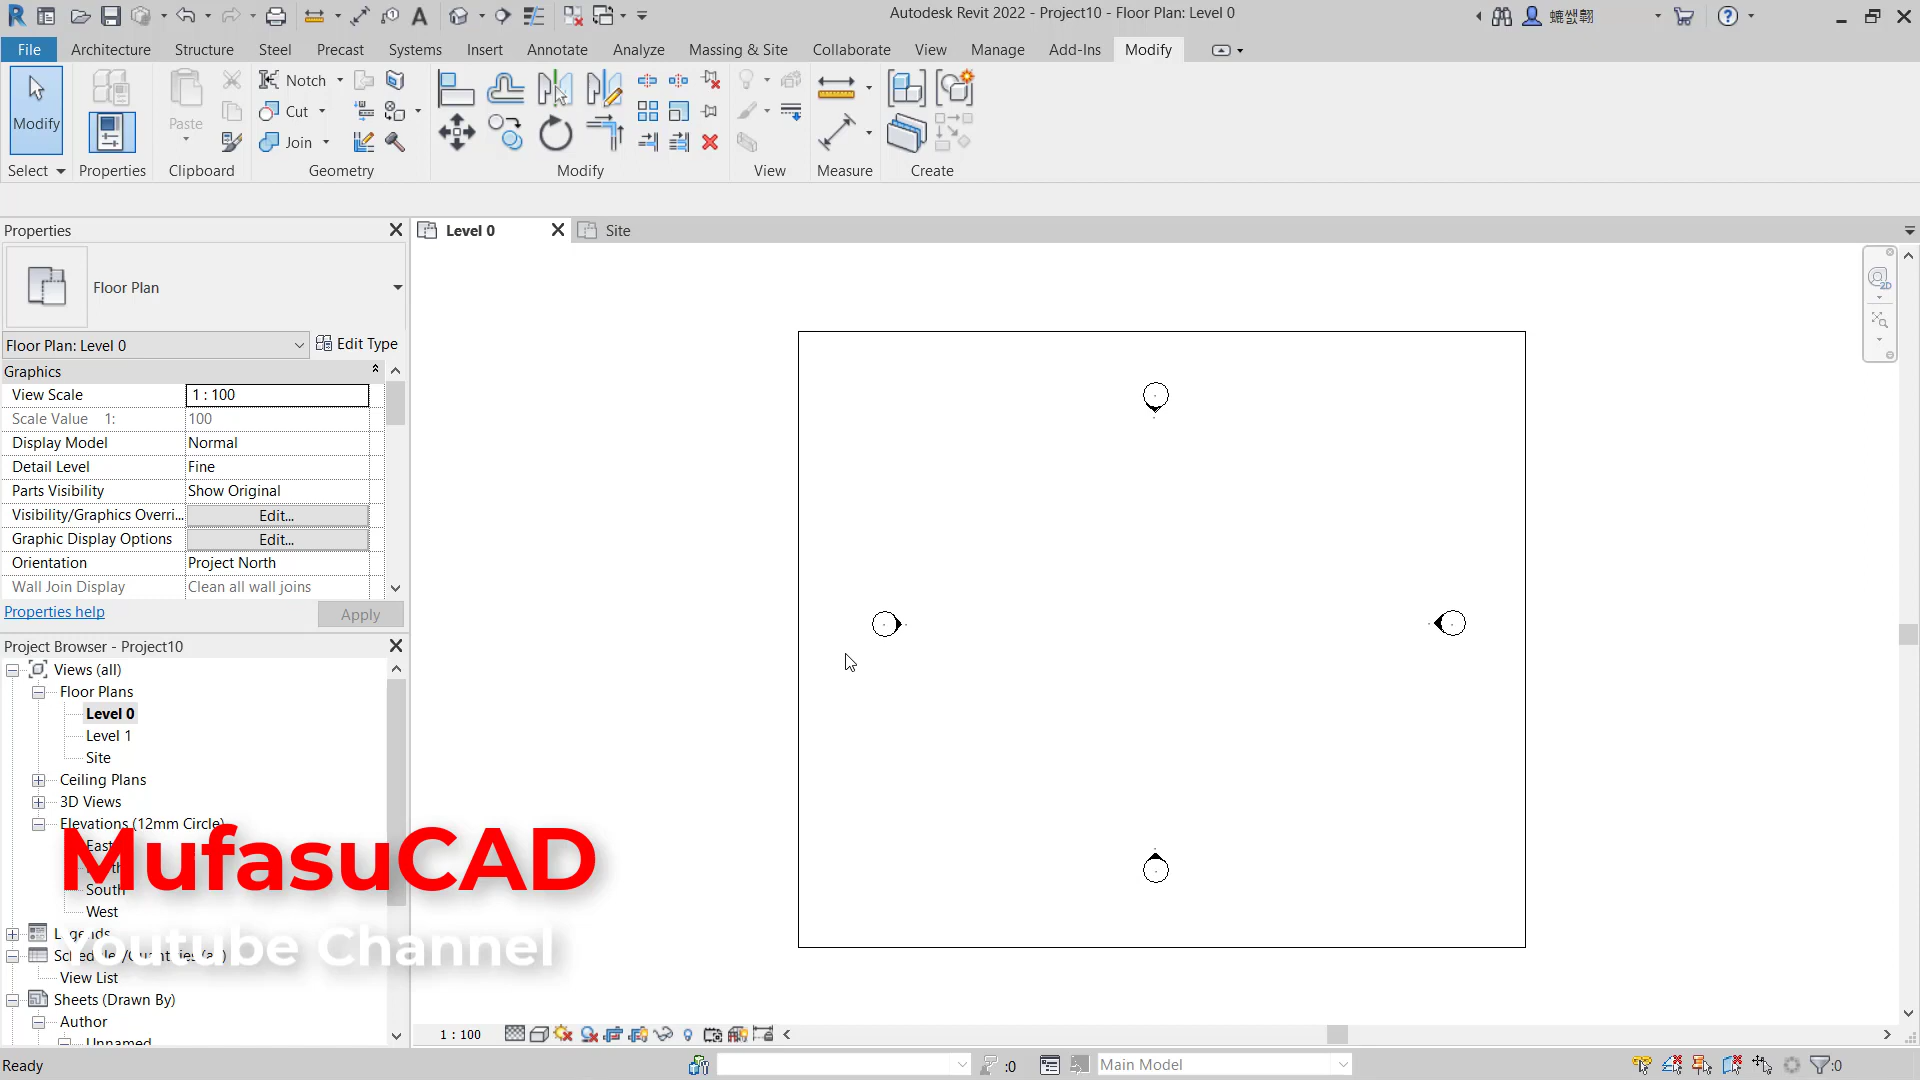 Autodesk Revit 2022 - Project10 - Floor Plan: Level 0
File Architecture Structure Steel Precast Systems Insert Annotate Analyze Massing & Site Collaborate View Manage Add-Ins Modify
Modify
Paste
Notch
Cut
Join
Select Properties Clipboard Geometry Modify View Measure Create
Properties
Level 0
Site
Floor Plan
Floor Plan: Level 0
Edit Type
Graphics
View Scale 1 : 100
Scale Value 1: 100
Display Model Normal
Detail Level Fine
Parts Visibility Show Original
Visibility/Graphics Overri... Edit...
Graphic Display Options Edit...
Orientation Project North
Wall Join Display Clean all wall joins
Properties help
Apply
2D
Project Browser - Project10
Views (all)
Floor Plans
Level 0
Level 1
Site
Ceiling Plans
3D Views
Elevations (12mm Circle)
East
South
West
View List
Sheets (Drawn By)
Author
Unnamed
MufasuCAD
Youtube Channel
1 : 100
Ready
:0
Main Model
:0